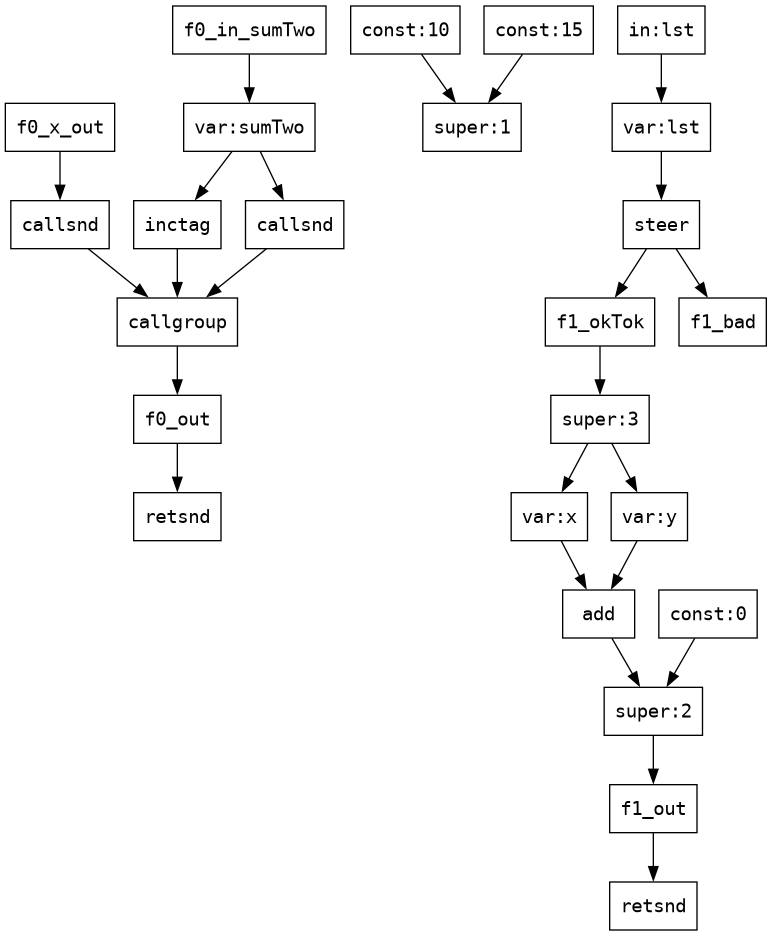 f0_in_sumTwo
const:10
const:15
in:lst
f0_x_out
var:sumTwo
super:1
var:lst
callsnd
inctag
callsnd
steer
callgroup
f1_okTok
f1_bad
f0_out
super:3
retsnd
var:x
var:y
add
const:0
super:2
f1_out
retsnd